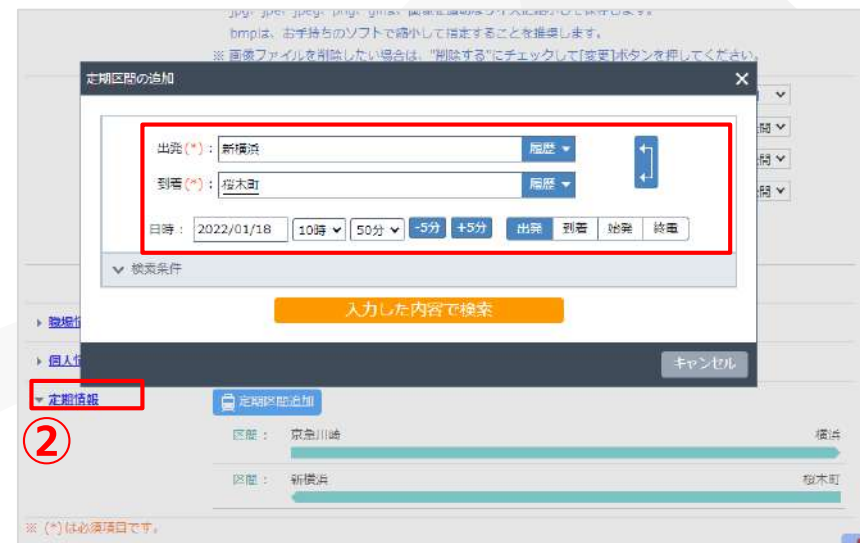 bmpは、お手持ちのソフトで縮小して指定することを推奨します。
※ 画像ファイルを削除したい場合は、"削除する"にチェックして[変更]ボタンを押してください。
定期区間の追加
×
出発(*)：新横浜 履歴
到着(*)：桜木町 履歴
日時： 2022/01/18 10時 50分 -5分 +5分 出発 到着 始発 終電
検索条件
入力した内容で検索
キャンセル
定期情報
定期区間追加
②
区間： 京急川崎 横浜
区間： 新横浜 桜木町
※ (*)は必須項目です。